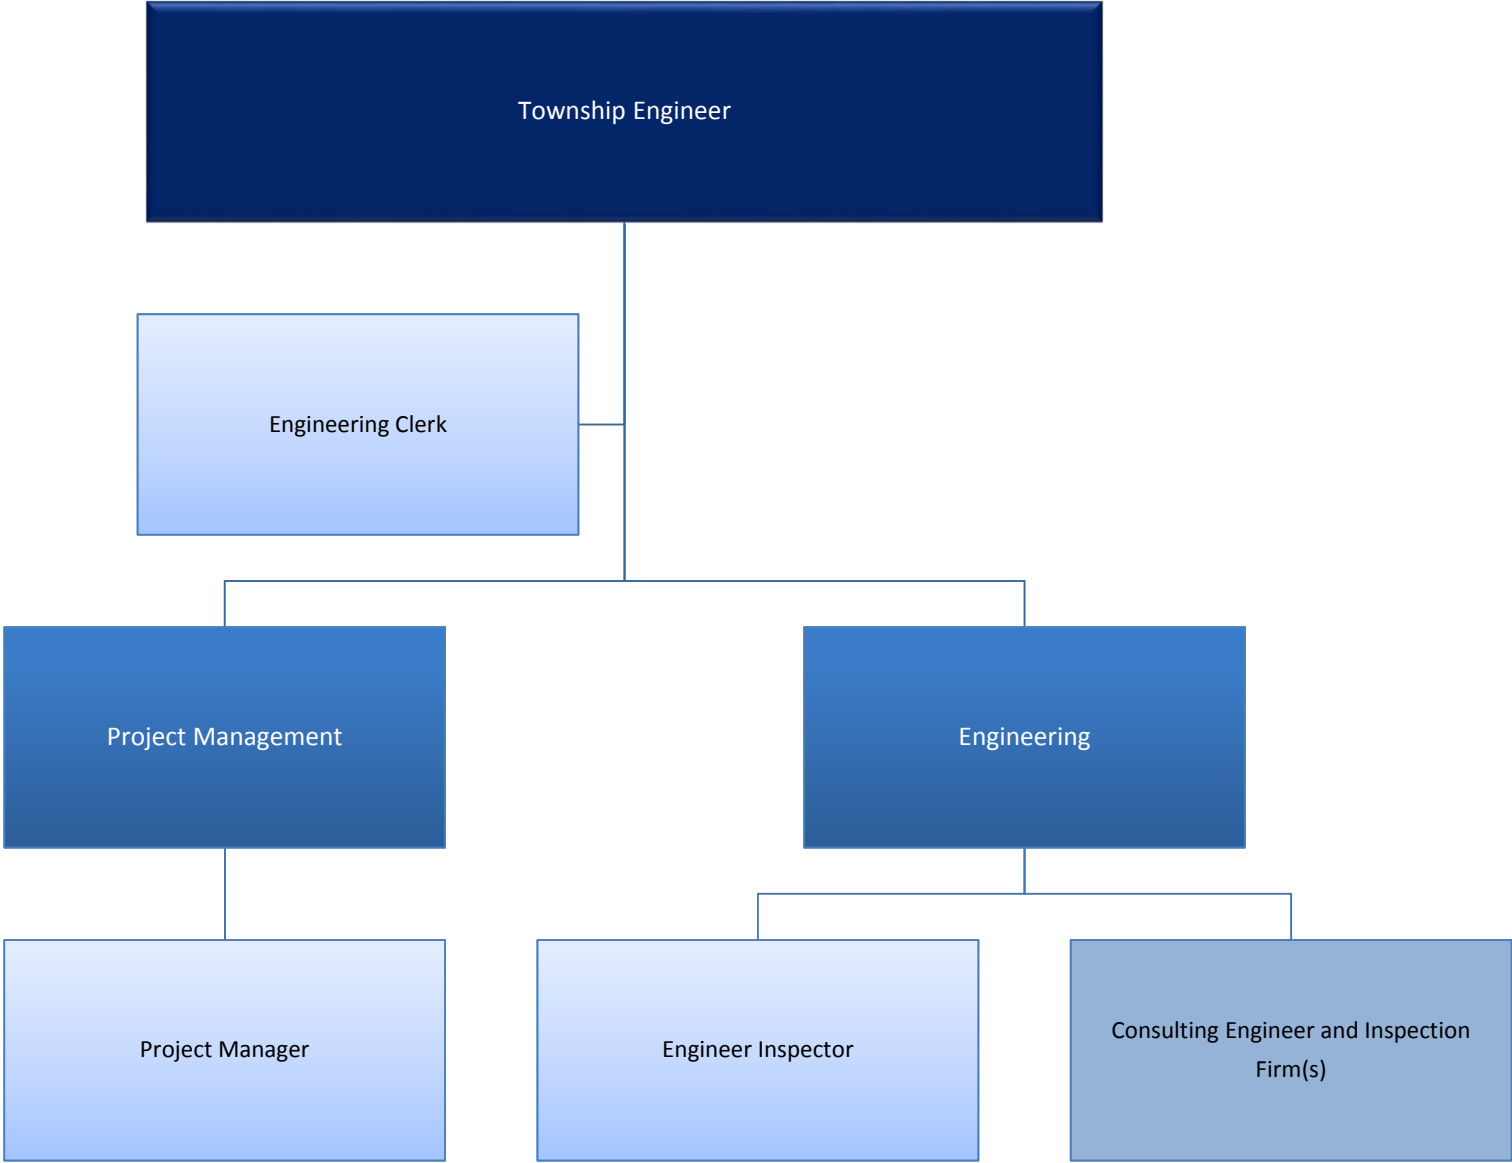 Township Engineer
Engineering Clerk
Project Management
Engineering
Project Manager
Engineer Inspector
Consulting Engineer and Inspection
Firm(s)